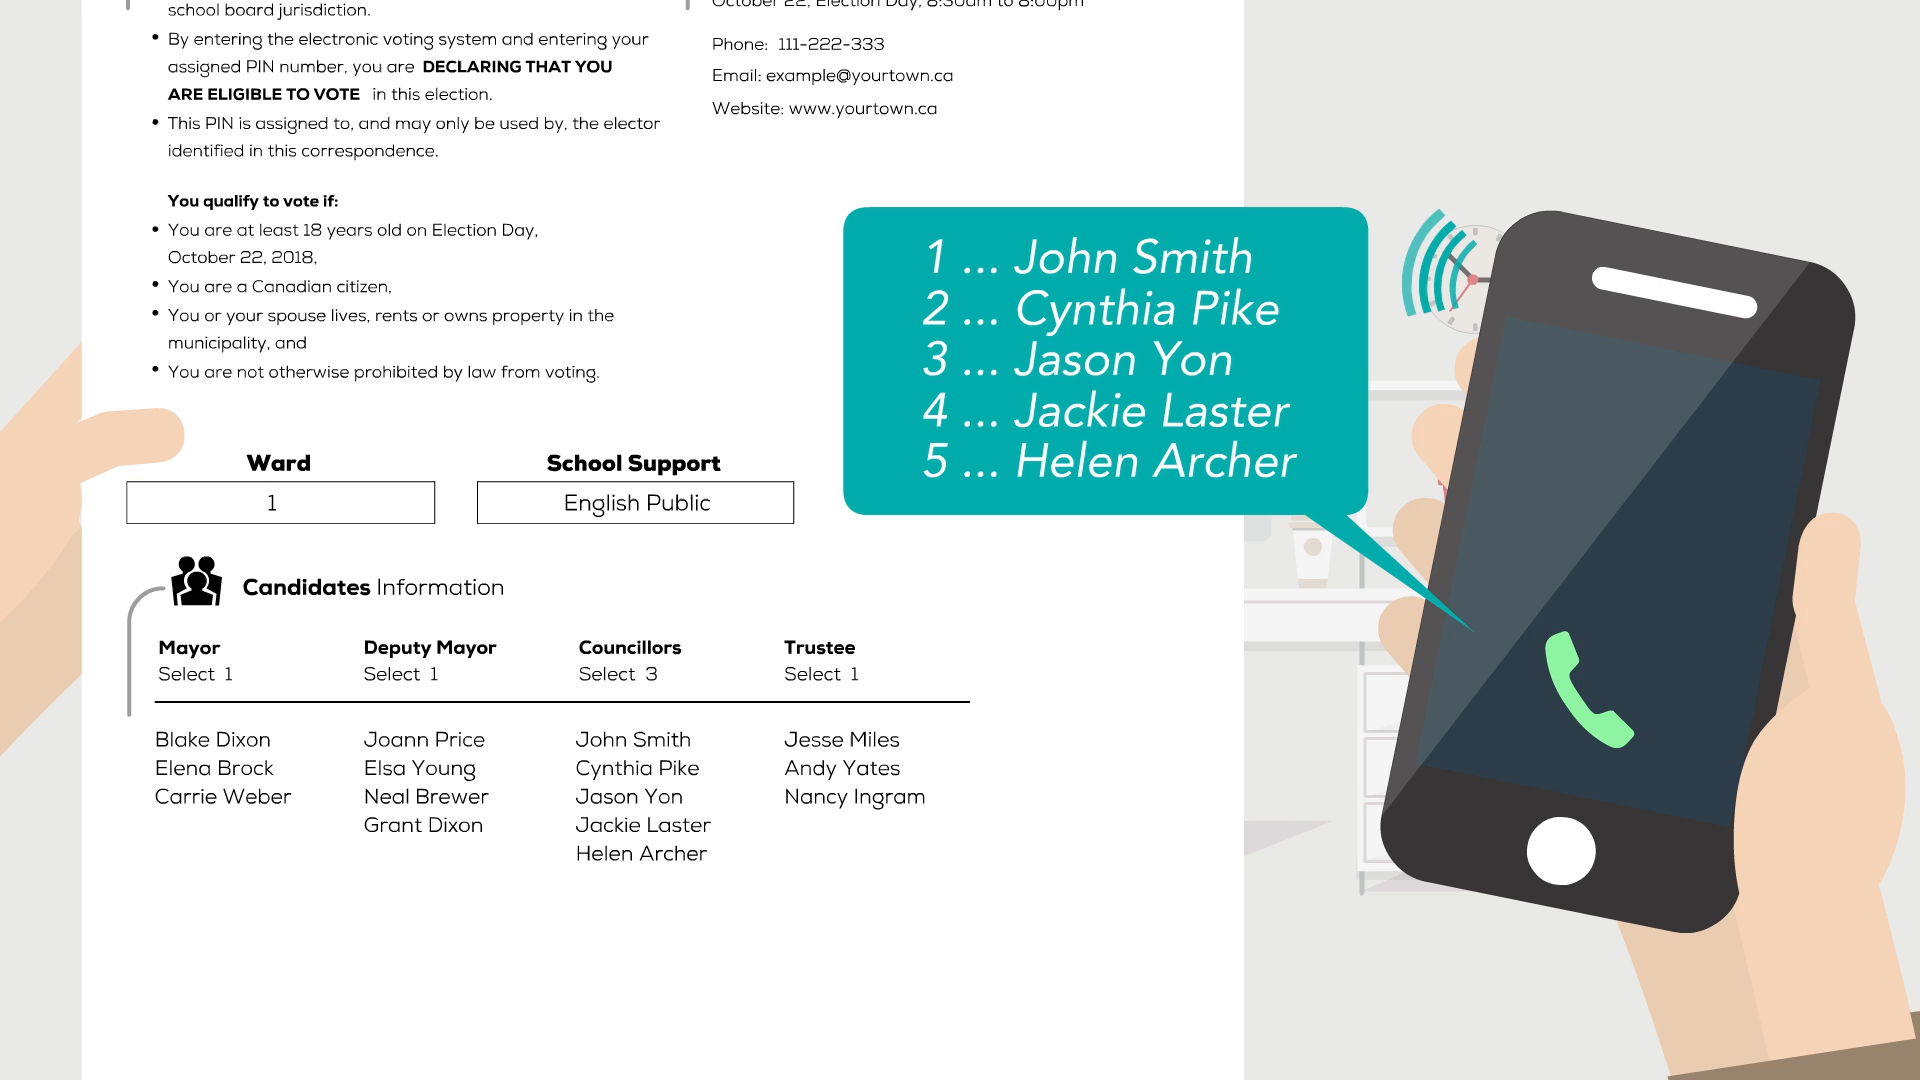 school board jurisdiction.
• By entering the electronic voting system and entering your
assigned PIN number, you are DECLARING THAT YOU
ARE ELIGIBLE TO VOTE in this election.
• This PIN is assigned to, and may only be used by, the elector
identified in this correspondence.
You qualify to vote if:
• You are at least 18 years old on Election Day,
October 22, 2018,
• You are a Canadian citizen,
• You or your spouse lives, rents or owns property in the
municipality, and
• You are not otherwise prohibited by law from voting.
October 22, Election Day, 8:30am to 8:00pm
Phone: 111-222-333
Email: example@yourtown.ca
Website: www.yourtown.ca
1 ... John Smith
2 ... Cynthia Pike
3 ... Jason Yon
4 ... Jackie Laster
5 ... Helen Archer
Ward
1
School Support
English Public
Candidates Information
Mayor
Select 1
Blake Dixon
Elena Brock
Carrie Weber
Deputy Mayor
Select 1
Joann Price
Elsa Young
Neal Brewer
Grant Dixon
Councillors
Select 3
John Smith
Cynthia Pike
Jason Yon
Jackie Laster
Helen Archer
Trustee
Select 1
Jesse Miles
Andy Yates
Nancy Ingram